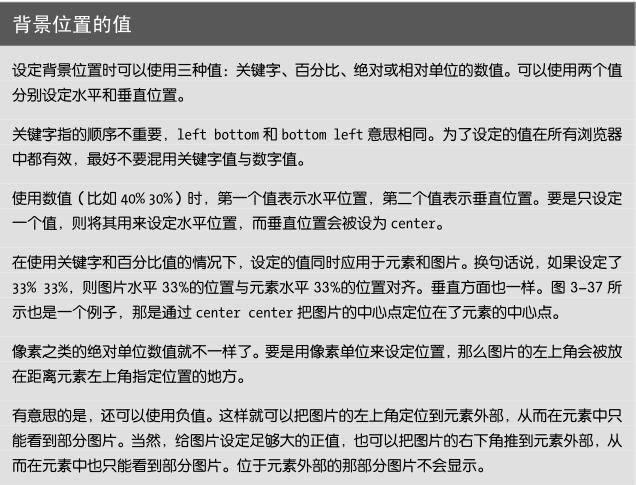 背景位置的值
设定背景位置时可以使用三种值：关键字、百分比、绝对或相对单位的数值。可以使用两个值
分别设定水平和垂直位置。
关键字指的顺序不重要，left bottom 和 bottom left 意思相同。为了设定的值在所有浏览器
中都有效，最好不要混用关键字值与数字值。
使用数值（比如 40% 30%）时，第一个值表示水平位置，第二个值表示垂直位置。要是只设定
一个值，则将其用来设定水平位置，而垂直位置会被设为 center。
在使用关键字和百分比值的情况下，设定的值同时应用于元素和图片。换句话说，如果设定了
33% 33%，则图片水平 33%的位置与元素水平 33%的位置对齐。垂直方面也一样。图 3-37 所
示也是一个例子，那是通过 center center 把图片的中心点定位在了元素的中心点。
像素之类的绝对单位数值就不一样了。要是用像素单位来设定位置，那么图片的左上角会被放
在距离元素左上角指定位置的地方。
有意思的是，还可以使用负值。这样就可以把图片的左上角定位到元素外部，从而在元素中只
能看到部分图片。当然，给图片设定足够大的正值，也可以把图片的右下角推到元素外部，从
而在元素中也只能看到部分图片。位于元素外部的那部分图片不会显示。